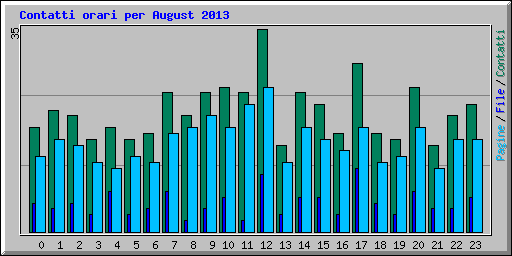 Contatti orari per August 2013
35
0 1 2 3 4 5 6 7 8 9 10 11 12 13 14 15 16 17 18 19 20 21 22 23
Pagine / File / Contatti